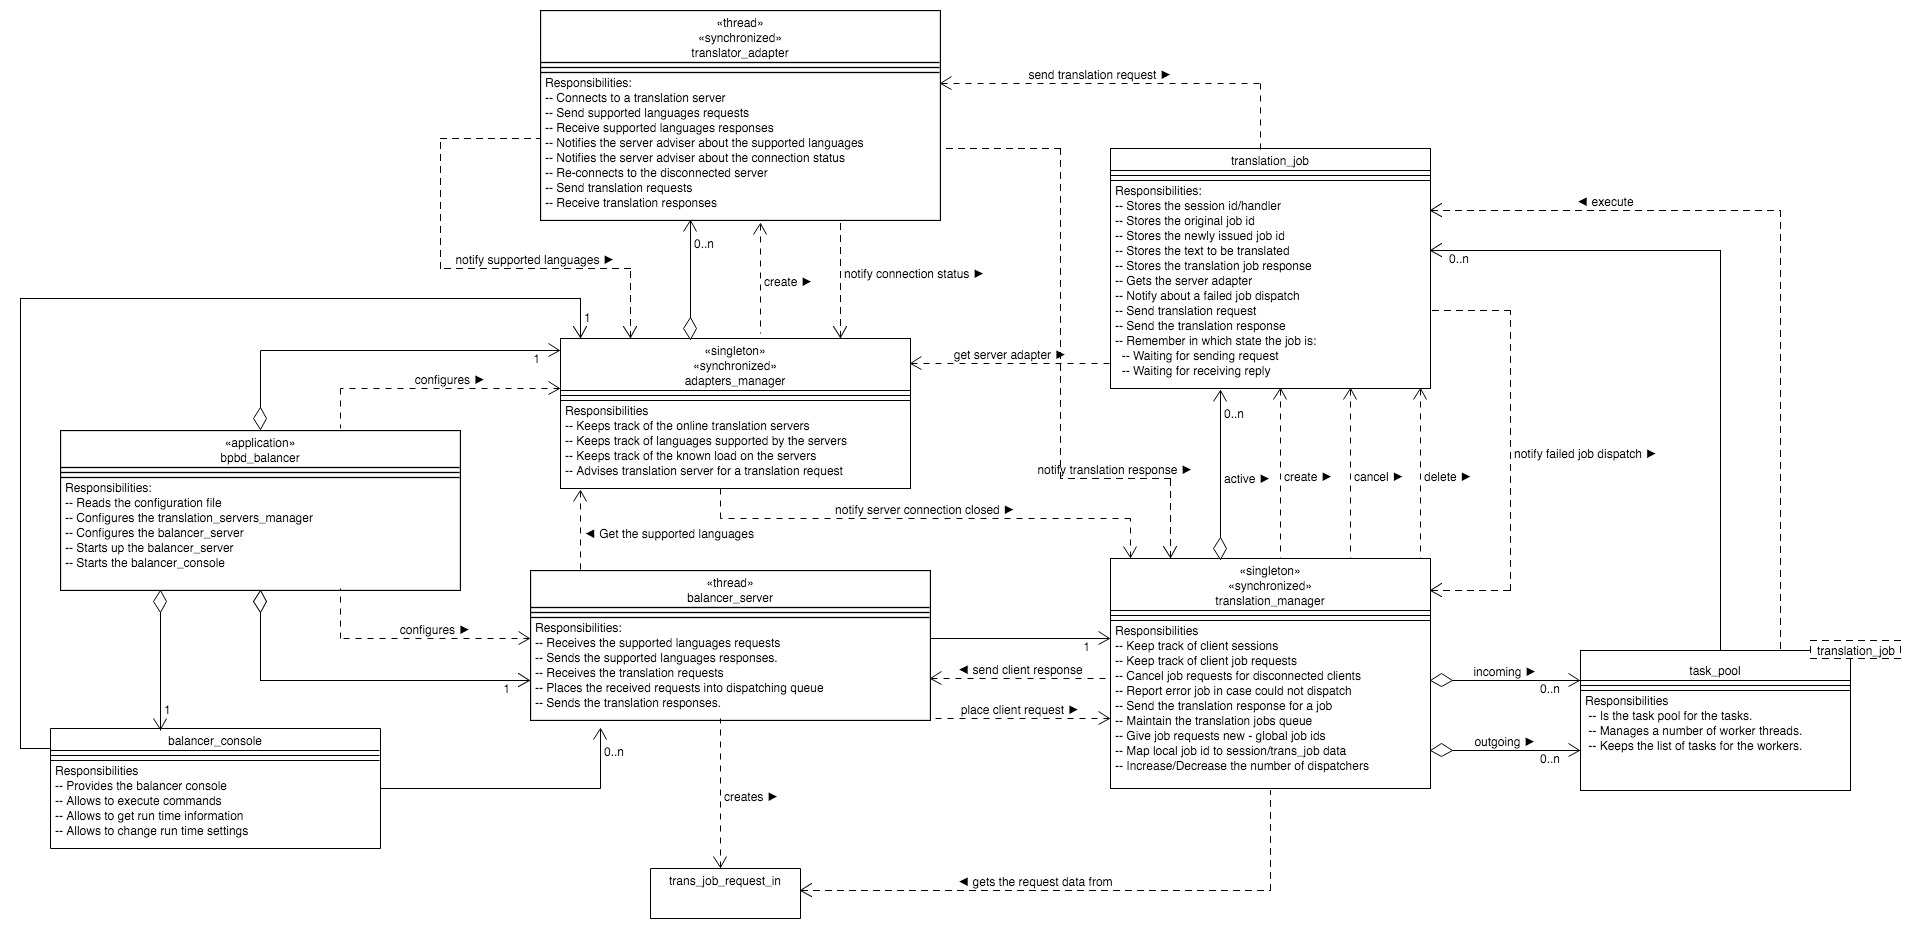 «thread»
«synchronized»
translator_adapter
Responsibilities:
-- Connects to a translation server
-- Send supported languages requests
-- Receive supported languages responses
-- Notifies the server adviser about the supported languages
-- Notifies the server adviser about the connection status
-- Re-connects to the disconnected server
-- Send translation requests
-- Receive translation responses
send translation request ►
translation_job
Responsibilities:
-- Stores the session id/handler
-- Stores the original job id
-- Stores the newly issued job id
-- Stores the text to be translated
-- Stores the translation job response
-- Gets the server adapter
-- Notify about a failed job dispatch
-- Send translation request
-- Send the translation response
-- Remember in which state the job is:
-- Waiting for sending request
-- Waiting for receiving reply
◄ execute
0..n
notify supported languages ►
0..n
create ►
notify connection status ►
1
1
configures ►
«singleton»
«synchronized»
adapters_manager
Responsibilities
-- Keeps track of the online translation servers
-- Keeps track of languages supported by the servers
-- Keeps track of the known load on the servers
-- Advises translation server for a translation request
get server adapter ►
notify translation response ►
0..n
active ►
create ►
cancel ►
delete ►
notify failed job dispatch ►
«application»
bpbd_balancer
Responsibilities:
-- Reads the configuration file
-- Configures the translation_servers_manager
-- Configures the balancer_server
-- Starts up the balancer_server
-- Starts the balancer_console
notify server connection closed ►
◄ Get the supported languages
configures ►
1
1
«thread»
balancer_server
Responsibilities:
-- Receives the supported languages requests
-- Sends the supported languages responses.
-- Receives the translation requests
-- Places the received requests into dispatching queue
-- Sends the translation responses.
1
◄ send client response
place client request ►
«singleton»
«synchronized»
translation_manager
Responsibilities
-- Keep track of client sessions
-- Keep track of client job requests
-- Cancel job requests for disconnected clients
-- Report error job in case could not dispatch
-- Send the translation response for a job
-- Maintain the translation jobs queue
-- Give job requests new - global job ids
-- Map local job id to session/trans_job data
-- Increase/Decrease the number of dispatchers
incoming ►
0..n
outgoing ►
0..n
translation_job
task_pool
Responsibilities
-- Is the task pool for the tasks.
-- Manages a number of worker threads.
-- Keeps the list of tasks for the workers.
balancer_console
Responsibilities
-- Provides the balancer console
-- Allows to execute commands
-- Allows to get run time information
-- Allows to change run time settings
0..n
creates ►
trans_job_request_in
◄ gets the request data from